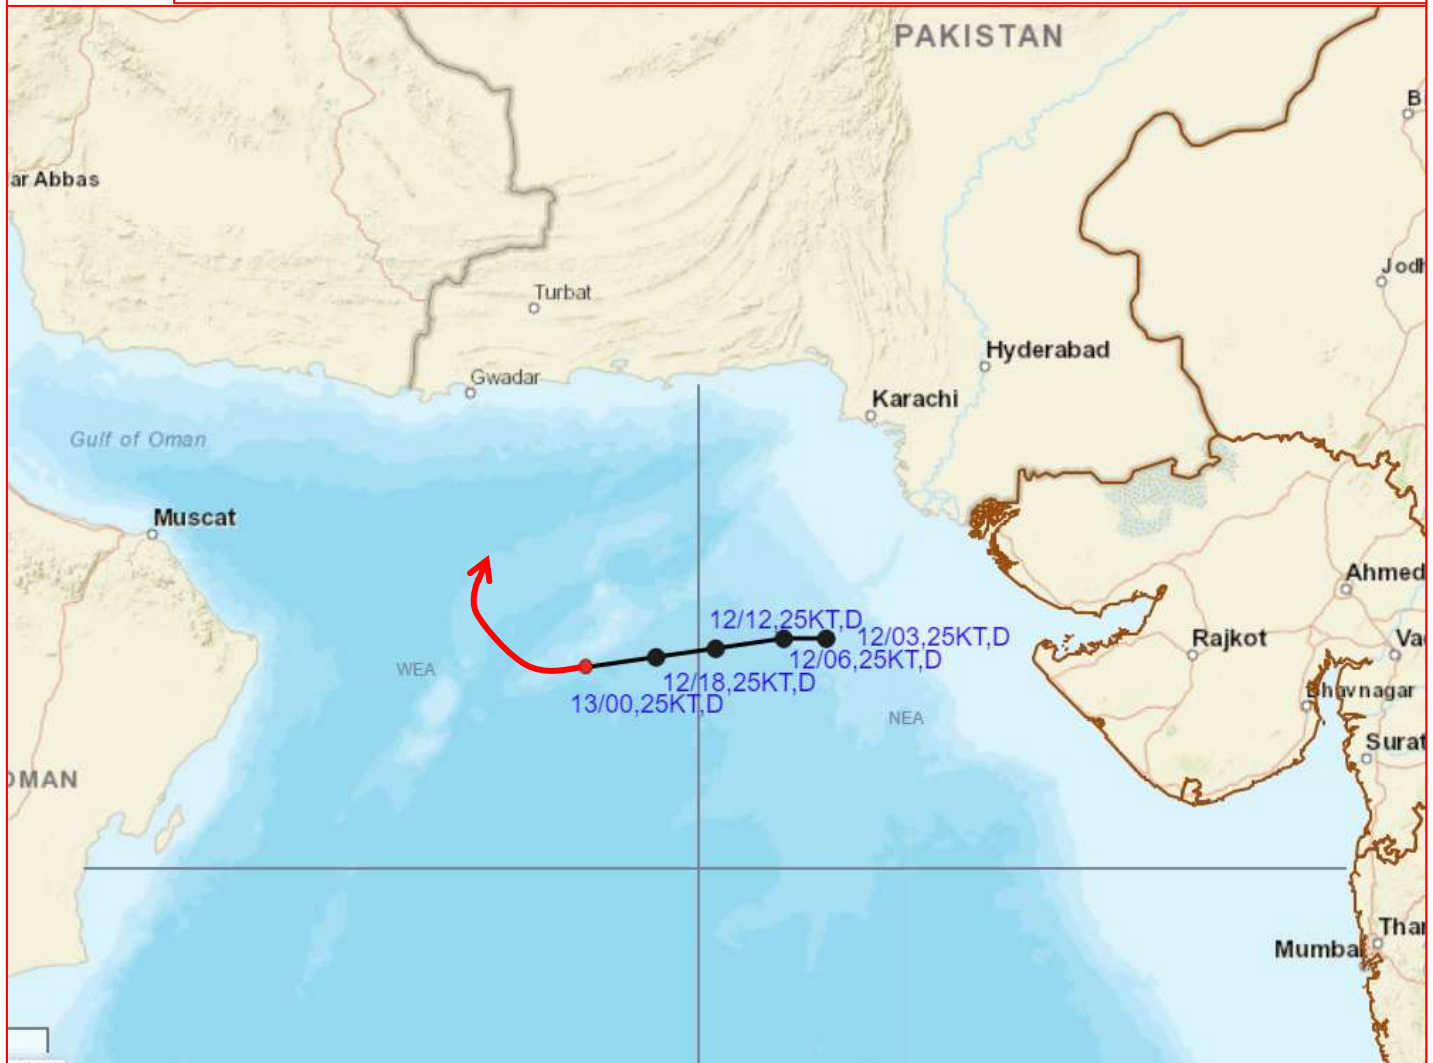 PAKISTAN
B
ar Abbas
Jodh
Turbat
Hyderabad
Gwadar
Karachi
Gulf of Oman
Muscat
Ahmed
12/12,25KT,D
12/03,25KT,D
Rajkot
Va
12/06,25KT,D
WEA
12/18,25KT,D
Bhavnagar
13/00,25KT,D
NEA
Surat
OMAN
Than
Mumbai